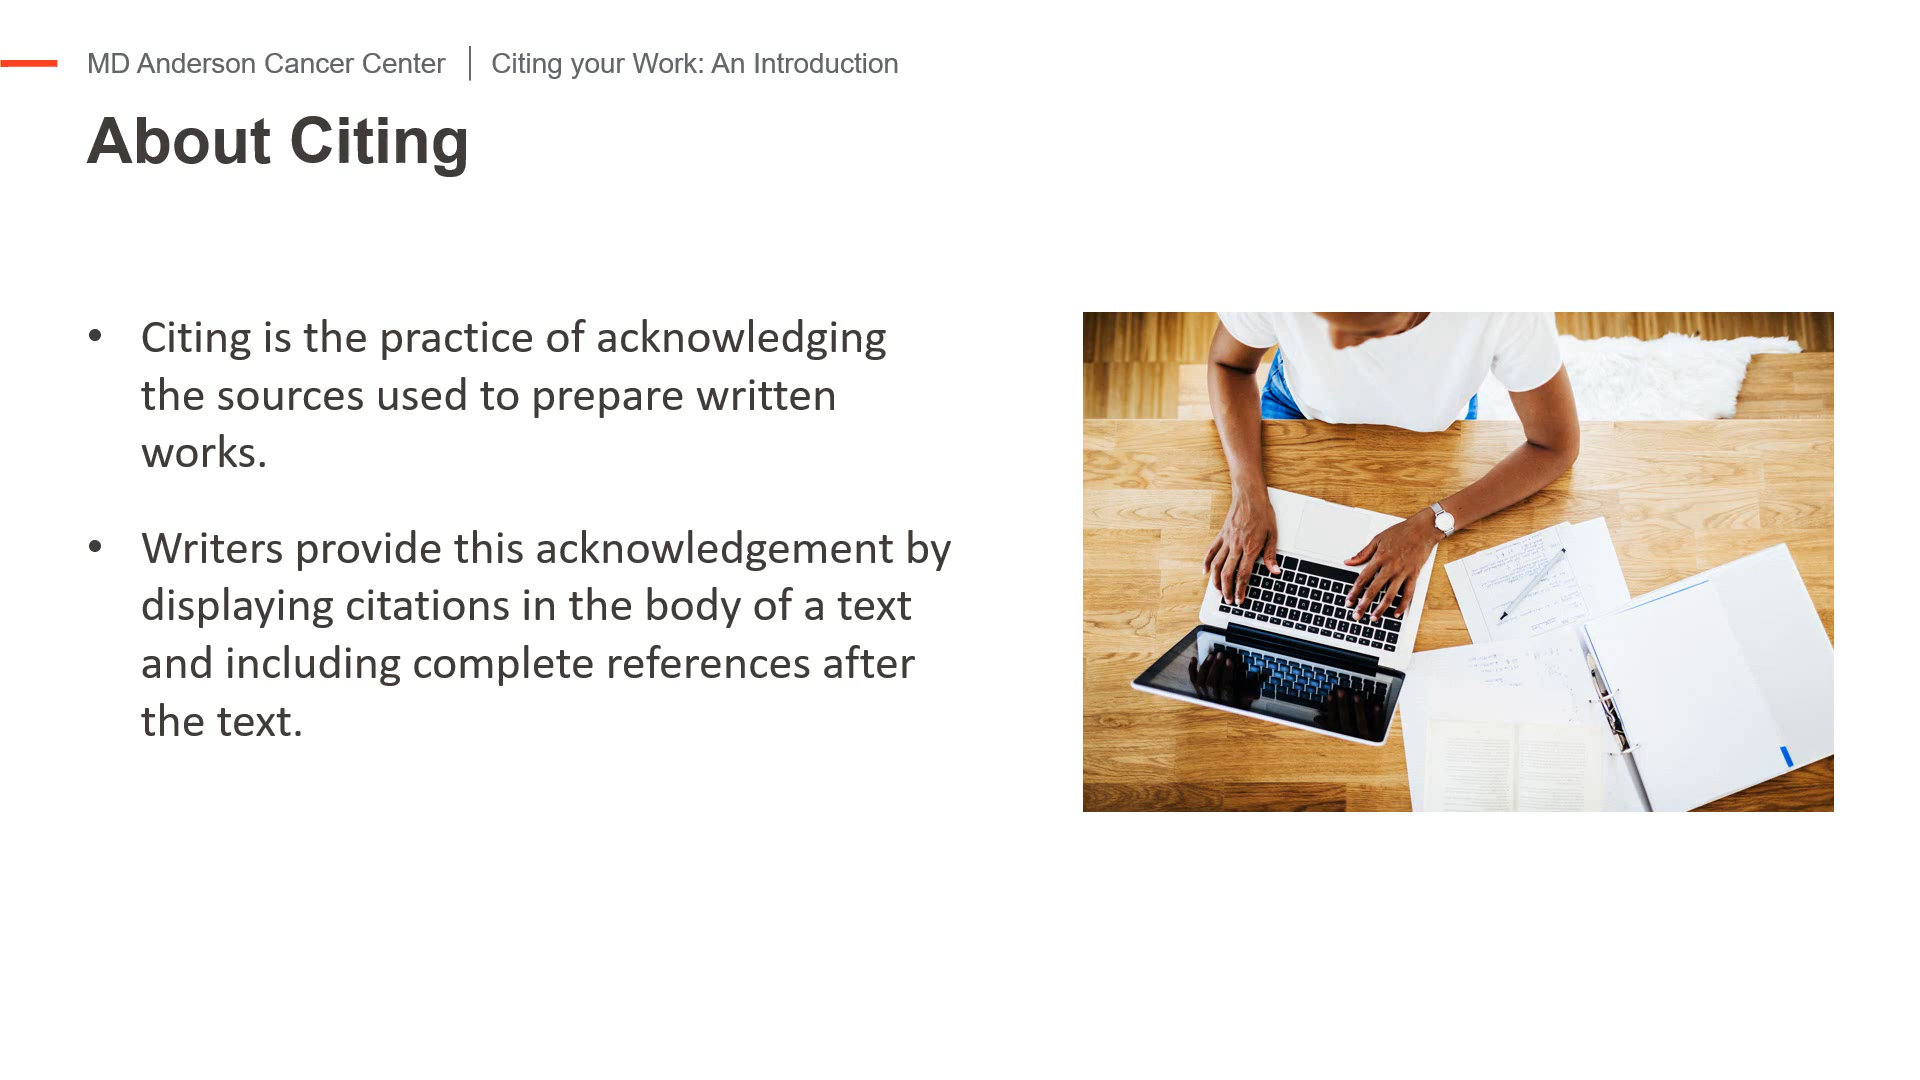 MD Anderson Cancer Center | Citing your Work: An Introduction
About Citing
• Citing is the practice of acknowledging
the sources used to prepare written
works.
• Writers provide this acknowledgement by
displaying citations in the body of a text
and including complete references after
the text.